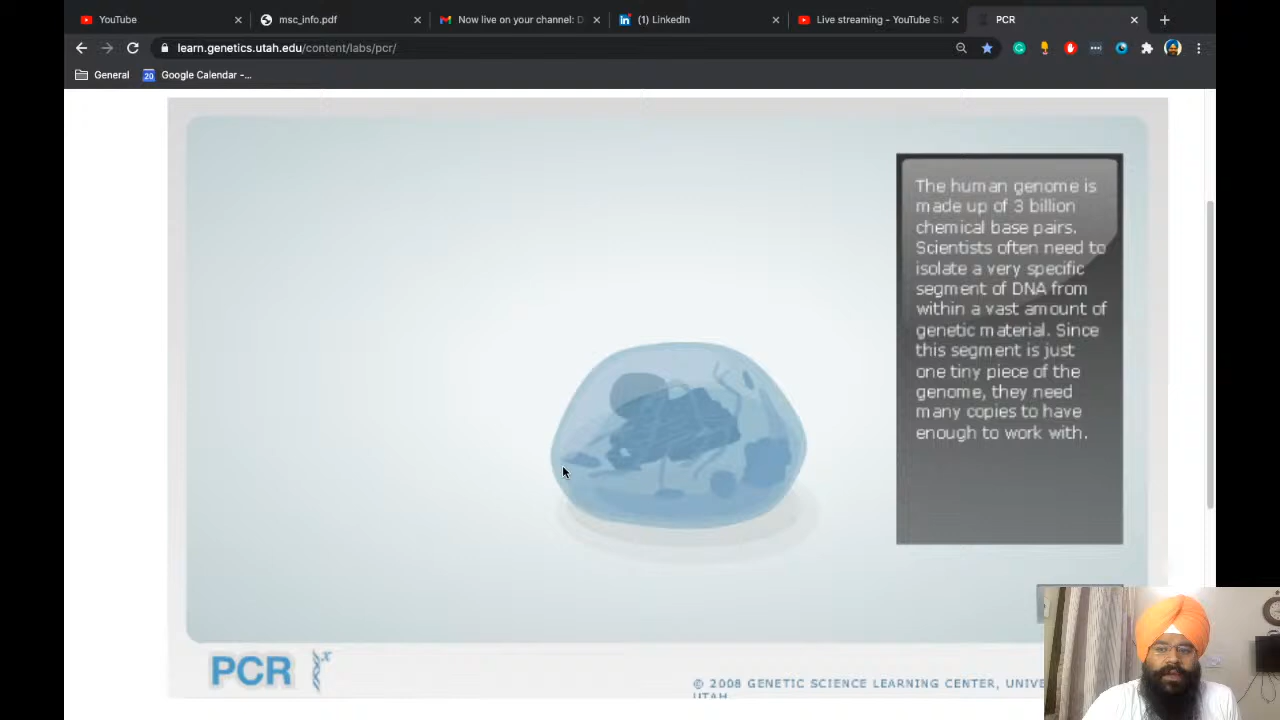 YouTube
msc_info.pdf
Now live on your channel: D
(1) LinkedIn
Live streaming - YouTube St
PCR
learn.genetics.utah.edu/content/labs/pcr/
General
20
Google Calendar -...
The human genome is
made up of 3 billion
chemical base pairs.
Scientists often need to
isolate a very specific
segment of DNA from
within a vast amount of
genetic material. Since
this segment is just
one tiny piece of the
genome, they need
many copies to have
enough to work with.
PCR
© 2008 GENETIC SCIENCE LEARNING CENTER, UNIVE
UTAH